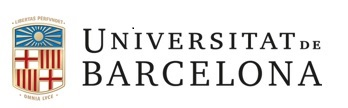 LIBERTAS PERFUNDET
OMNIA LUCE
UNIVERSITAT DE
BARCELONA